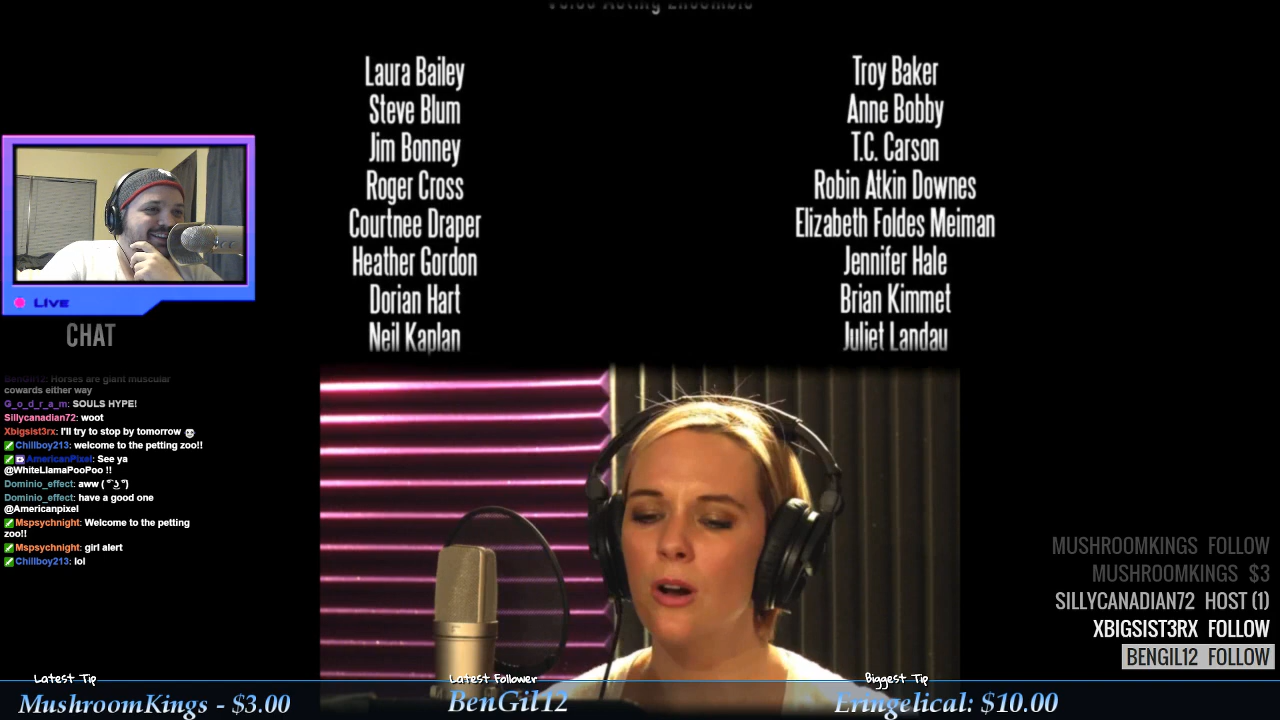 Voice Acting Ensemble
Laura Bailey
Steve Blum
Jim Bonney
Roger Cross
Courtnee Draper
Heather Gordon
Dorian Hart
Neil Kaplan
Troy Baker
Anne Bobby
T.C. Carson
Robin Atkin Downes
Elizabeth Foldes Meiman
Jennifer Hale
Brian Kimmet
Juliet Landau
LIVE
CHAT
BenGil12: Horses are giant muscular
cowards either way
G_o_d_r_a_m: SOULS HYPE!
Sillycanadian72: woot
Xbigsist3rx: I'll try to stop by tomorrow
Chillboy213: welcome to the petting zoo!!
AmericanPixel: See ya
@WhiteLlamaPooPoo !!
Dominio_effect: aww ( ͡° ͜ʖ ͡°)
Dominio_effect: have a good one
@Americanpixel
Mspsychnight: Welcome to the petting
zoo!!
Mspsychnight: girl alert
Chillboy213: lol
MUSHROOMKINGS FOLLOW
MUSHROOMKINGS $3
SILLYCANADIAN72 HOST (1)
XBIGSIST3RX FOLLOW
BENGIL12 FOLLOW
Latest Tip
MushroomKings - $3.00
Latest Follower
BenGil12
Biggest Tip
Eringelical: $10.00